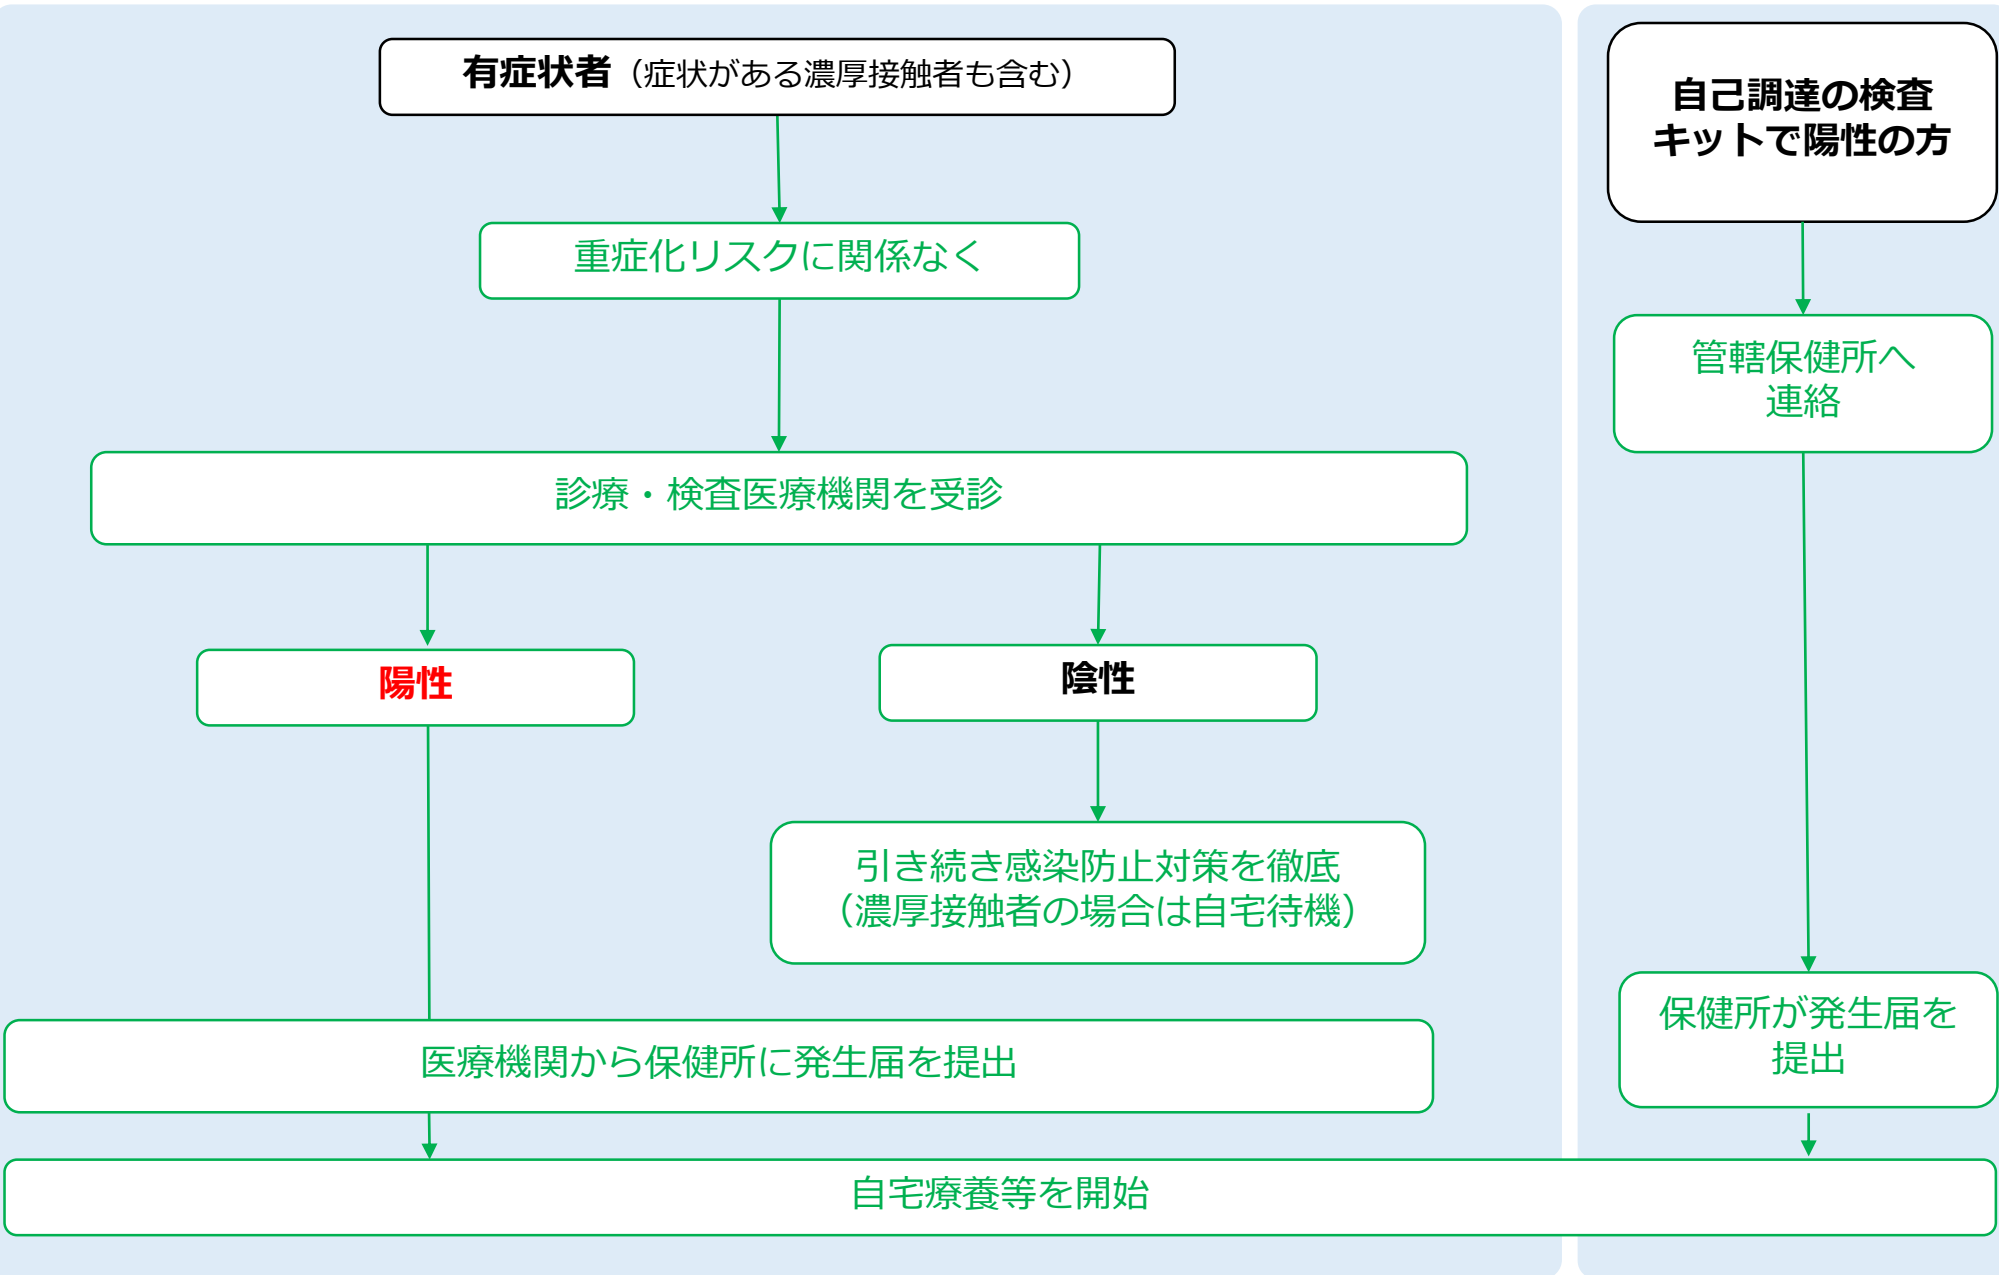 有症状者（症状がある濃厚接触者も含む）
重症化リスクに関係なく
診療・検査医療機関を受診
陽性
陰性
引き続き感染防止対策を徹底
（濃厚接触者の場合は自宅待機）
医療機関から保健所に発生届を提出
自己調達の検査
キットで陽性の方
管轄保健所へ
連絡
保健所が発生届を
提出
自宅療養等を開始